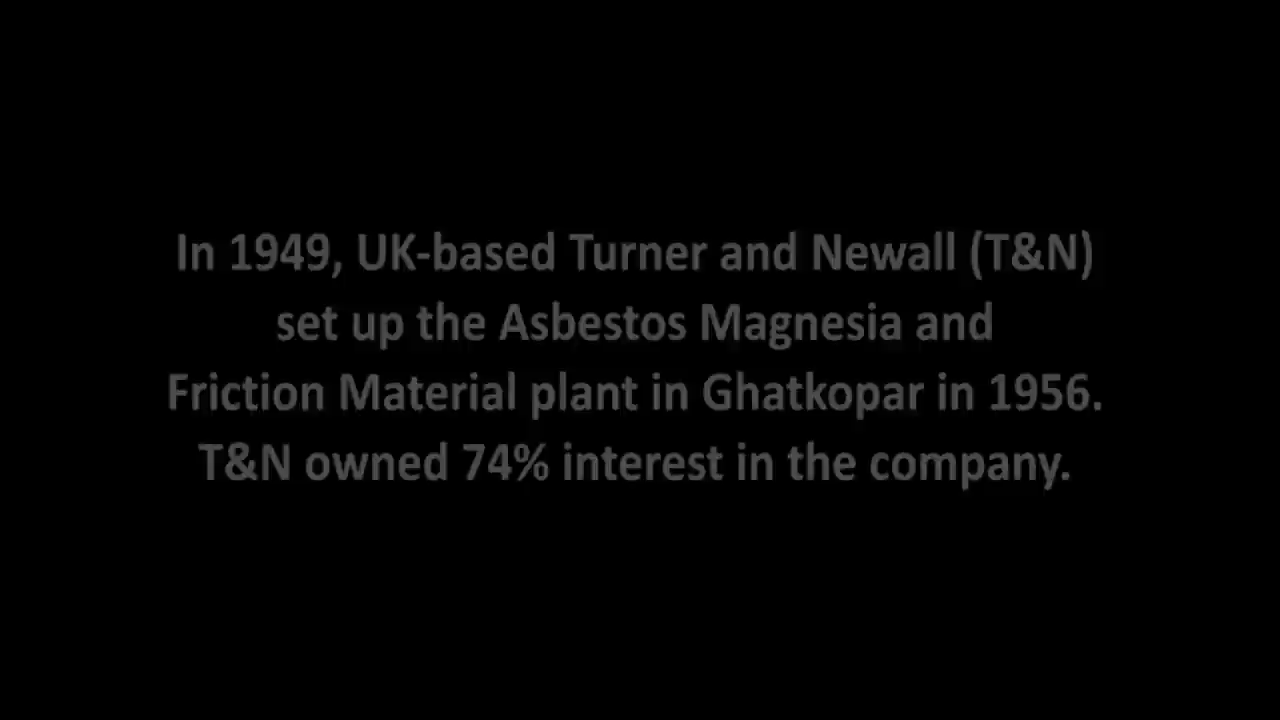 In 1949, UK-based Turner and Newall (T&N)
set up the Asbestos Magnesia and
Friction Material plant in Ghatkopar in 1956.
T&N owned 74% interest in the company.